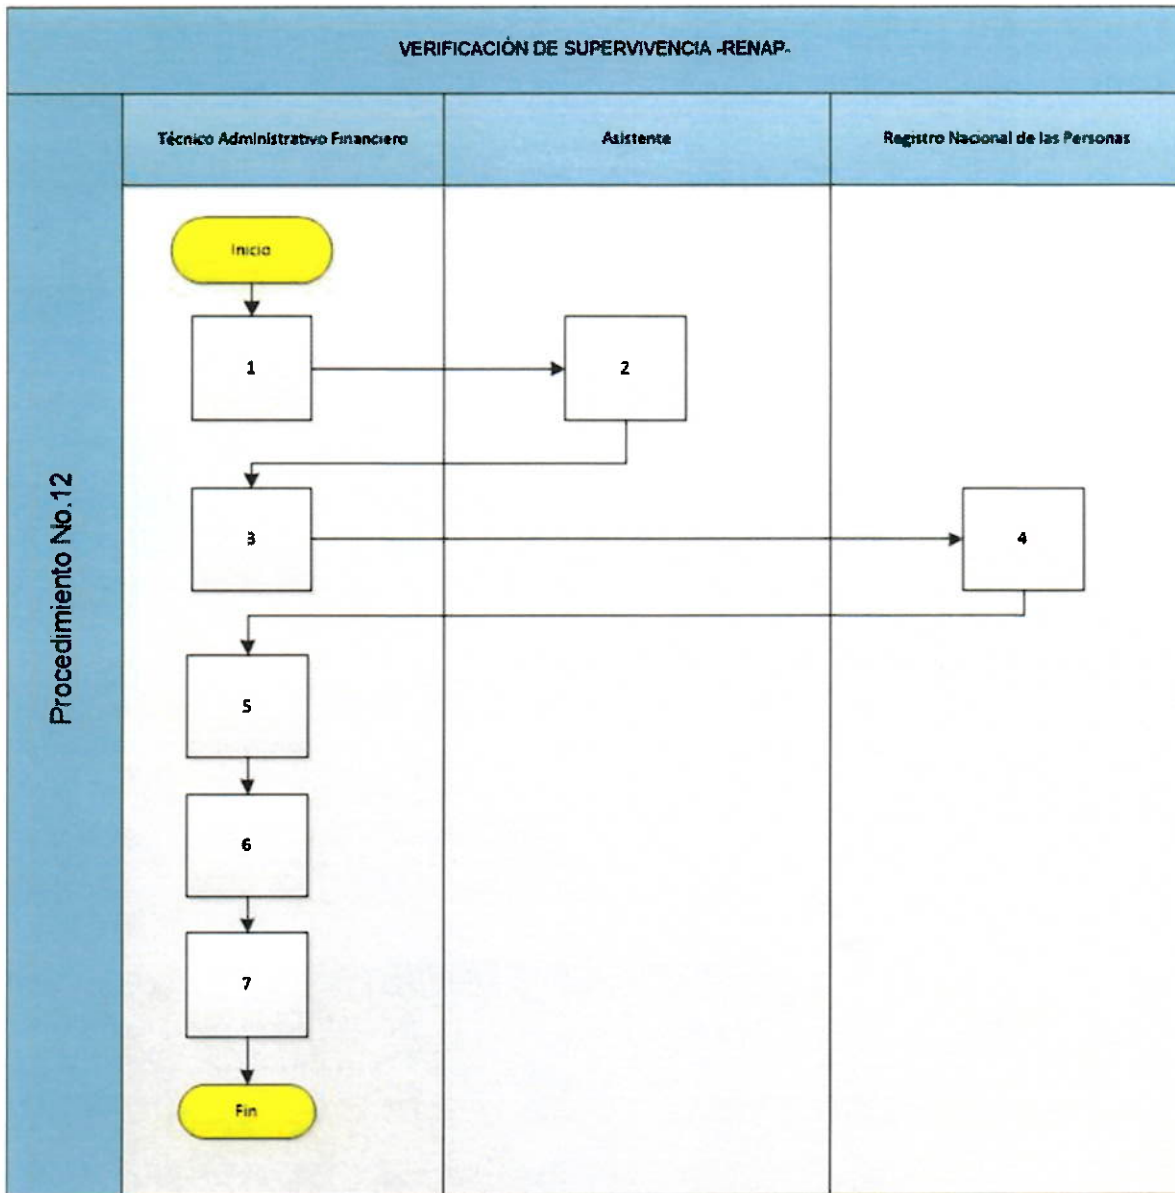 VERIFICACIÓN DE SUPERVIVENCIA -RENAP-
Procedimiento No.12
Técnico Administrativo Financiero
Asistente
Registro Nacional de las Personas
Inicio
1
2
3
4
5
6
7
Fin